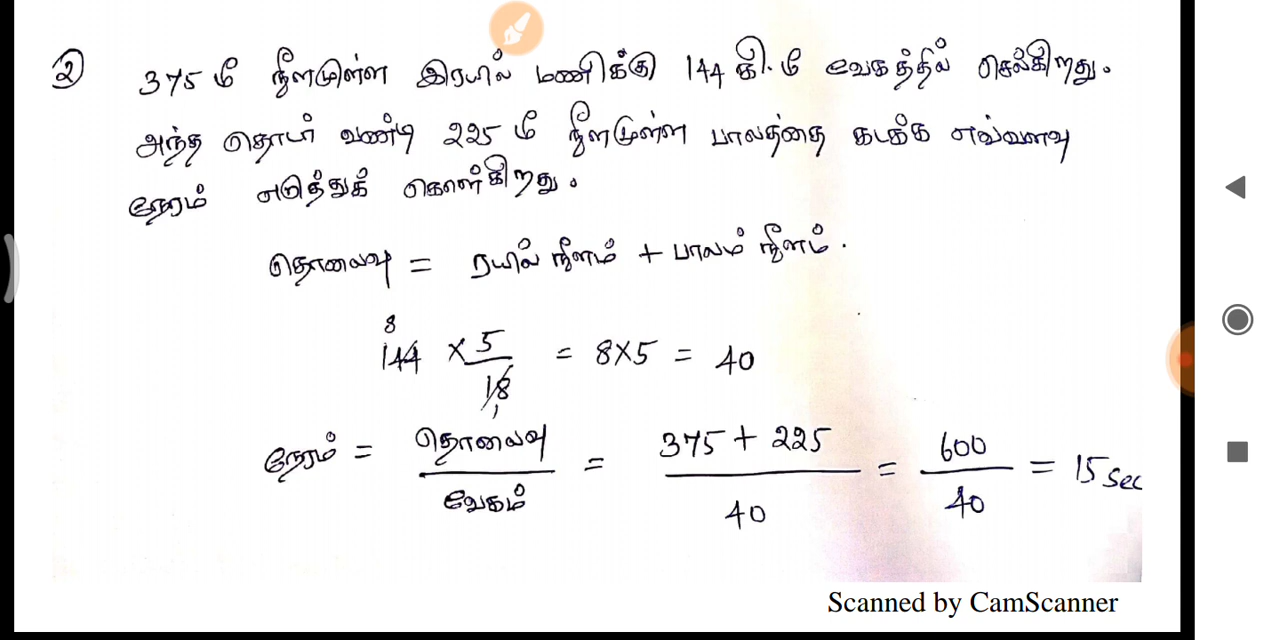 2) 375 மீ நீளமுள்ள இரயில் மணிக்கு 144 கி.மீ வேகத்தில் செல்கிறது.
அந்த தொடர் வண்டி 225 மீ நீளமுள்ள பாலத்தை கடக்க எவ்வளவு
நேரம் எடுத்துக் கொள்கிறது.
தொலைவு = ரயில் நீளம் + பாலம் நீளம்.
8
144 × 5/18 = 8×5 = 40
1
நேரம் = தொலைவு/வேகம் = 375 + 225/40 = 600/40 = 15 sec
Scanned by CamScanner